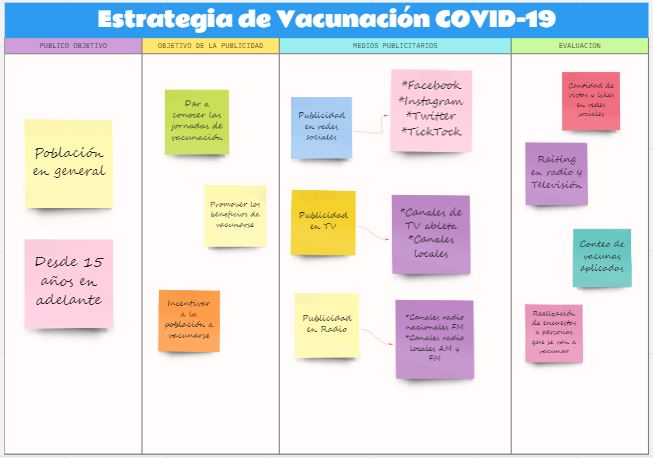 Estrategia de Vacunación COVID-19
PUBLICO OBJETIVO
OBJETIVO DE LA PUBLICIDAD
MEDIOS PUBLICITARIOS
EVALUACION
Población
en general
Desde 15
años en
adelante
Dar a
conocer las
jornadas de
vacunación
Promover los
beneficios de
vacunarse
Incentivar
a la
población a
vacunarse
Publicidad
en redes
sociales
*Facebook
*Instagram
*Twitter
*TickTock
Publicidad
en TV
*Canales de
TV abieta
*Canales
locales
Publicidad
en Radio
*Canales radio
nacionales FM
*Canales radio
locales AM y
FM
Cantidad de
vistas y likes
en redes
sociales
Raiting
en radio y
Televisión
Conteo de
vacunas
aplicadas
Realización
de encuestas
a personas
que se van a
vacunar